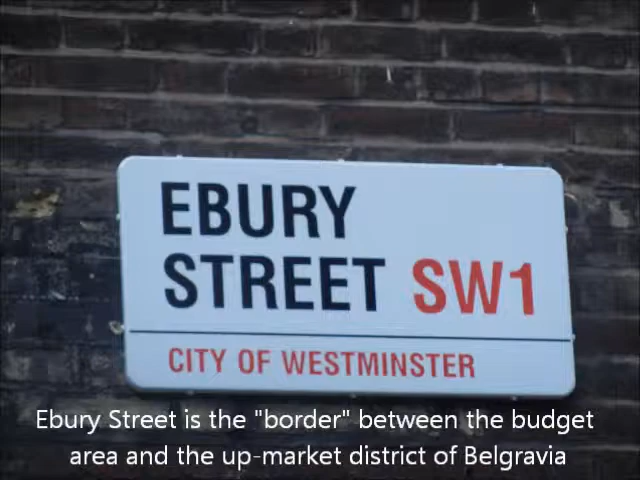 EBURY
STREET SW1
CITY OF WESTMINSTER
Ebury Street is the "border" between the budget
area and the up-market district of Belgravia